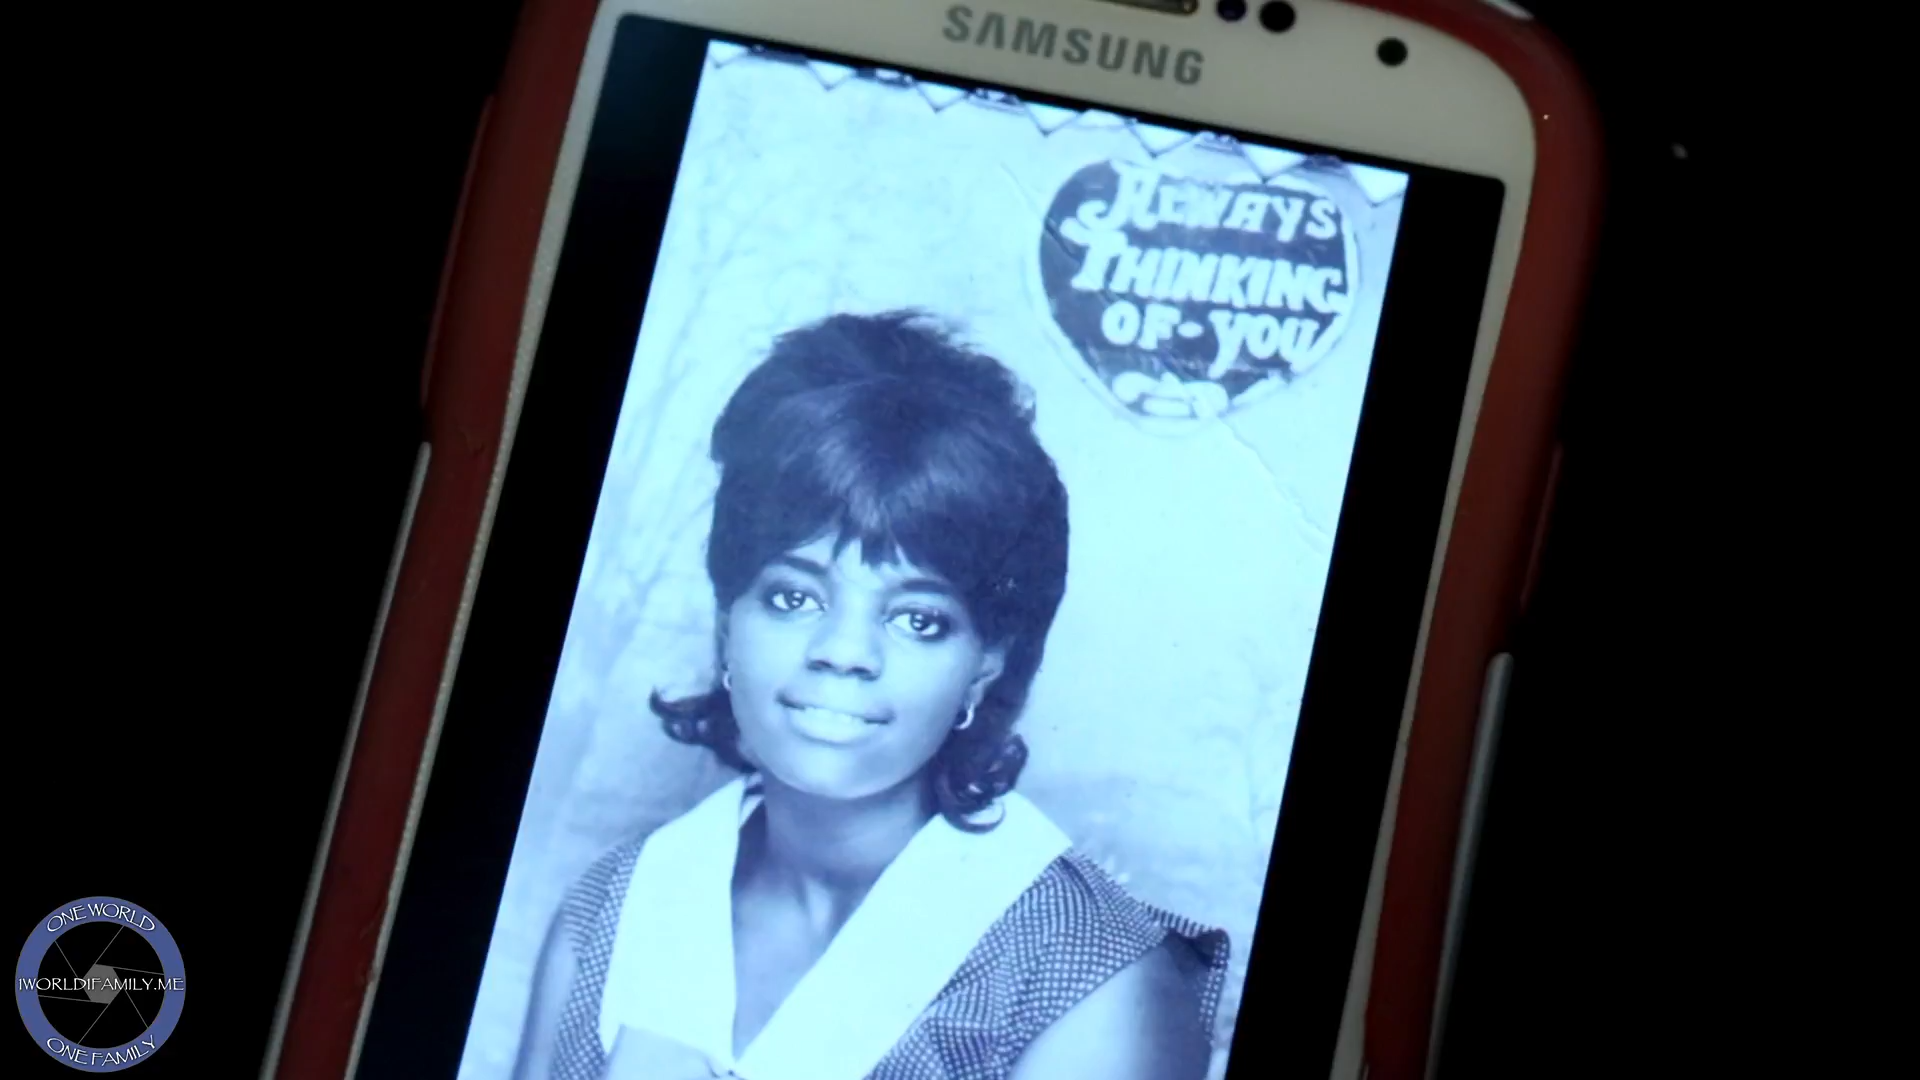 SAMSUNG
ALWAYS
THINKING
OF-YOU
ONE WORLD
1WORLD1FAMILY.ME
ONE FAMILY